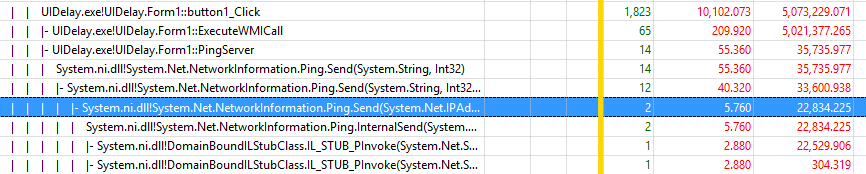 | | UIDelay.exe!UIDelay.Form1::button1_Click 1,823 10,102.073 5,073,229.071
| | |- UIDelay.exe!UIDelay.Form1::ExecuteWMICall 65 209.920 5,021,377.265
| | |- UIDelay.exe!UIDelay.Form1::PingServer 14 55.360 35,735.977
| | | System.ni.dll!System.Net.NetworkInformation.Ping.Send(System.String, Int32) 14 55.360 35,735.977
| | | |- System.ni.dll!System.Net.NetworkInformation.Ping.Send(System.String, Int32... 12 40.320 33,600.938
| | | | |- System.ni.dll!System.Net.NetworkInformation.Ping.Send(System.Net.IPAd... 2 5.760 22,834.225
| | | | | System.ni.dll!System.Net.NetworkInformation.Ping.InternalSend(System.... 2 5.760 22,834.225
| | | | | |- System.ni.dll!DomainBoundILStubClass.IL_STUB_PInvoke(System.Net.S... 1 2.880 22,529.906
| | | | | |- System.ni.dll!DomainBoundILStubClass.IL_STUB_PInvoke(System.Net.S... 1 2.880 304.319